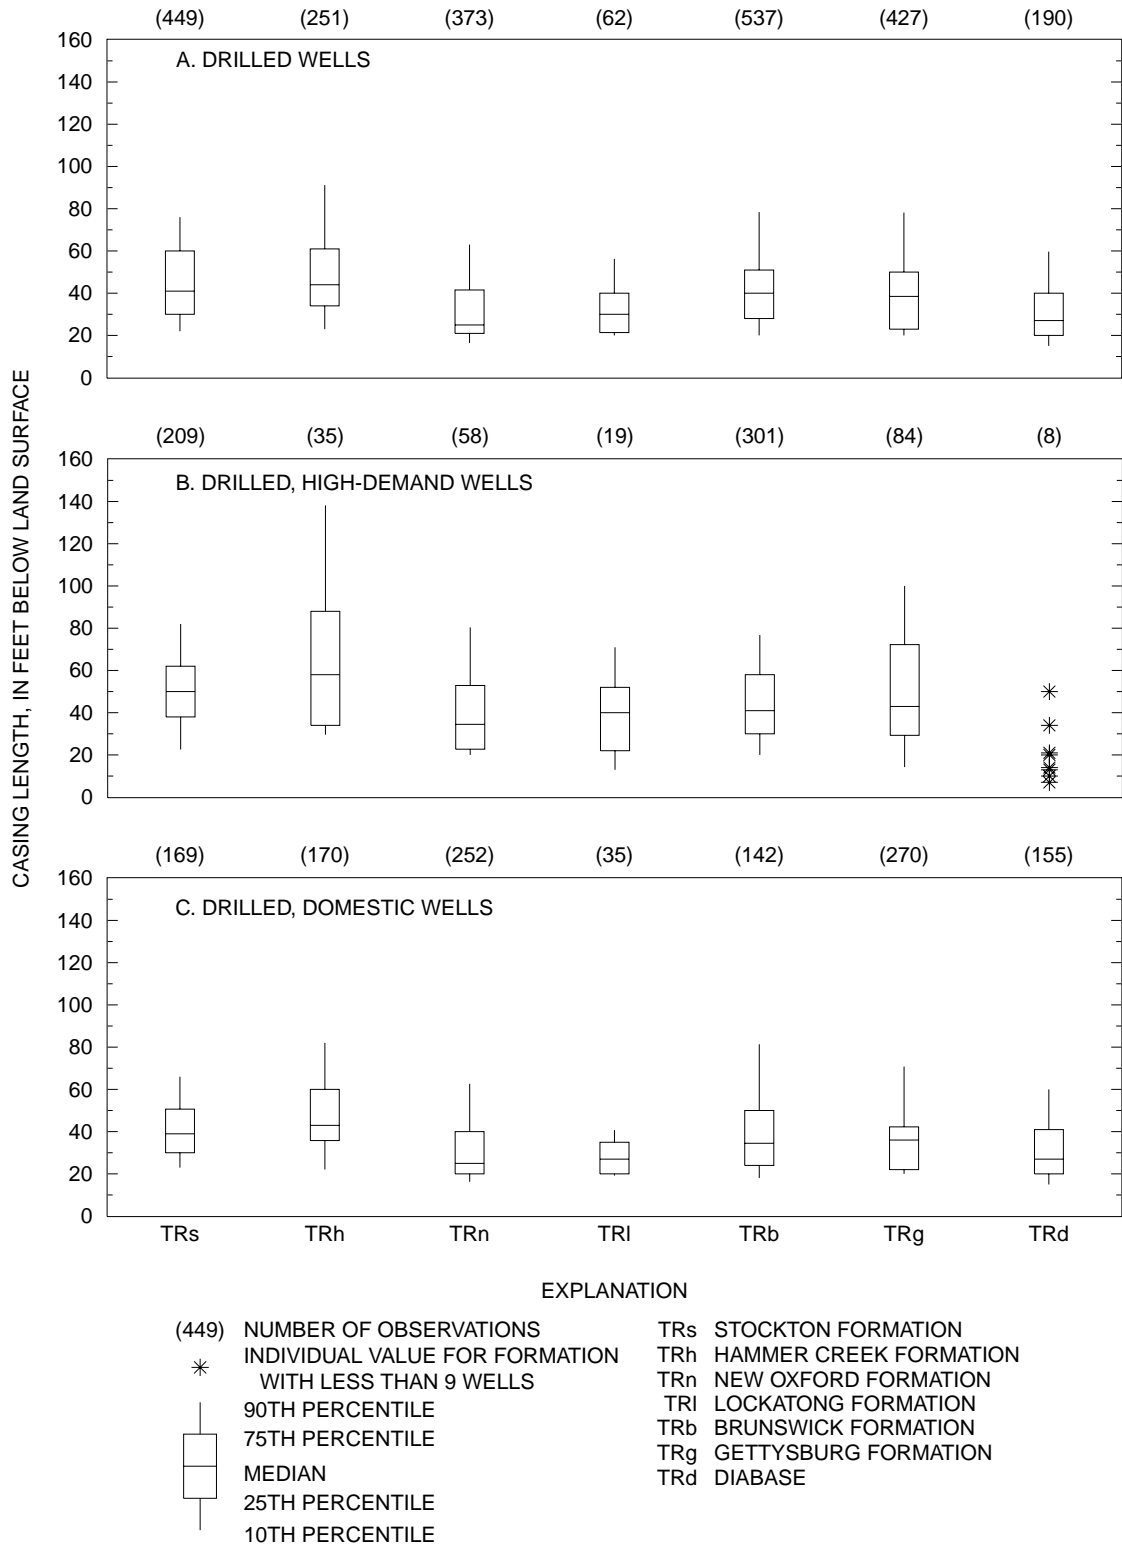 (449) (251) (373) (62) (537) (427) (190)
160
A. DRILLED WELLS
140
120
100
80
60
40
20
0
CASING LENGTH, IN FEET BELOW LAND SURFACE
(209) (35) (58) (19) (301) (84) (8)
160
B. DRILLED, HIGH-DEMAND WELLS
140
120
100
80
60
40
20
0
(169) (170) (252) (35) (142) (270) (155)
160
C. DRILLED, DOMESTIC WELLS
140
120
100
80
60
40
20
0
TRs TRh TRn TRl TRb TRg TRd
EXPLANATION
(449) NUMBER OF OBSERVATIONS
INDIVIDUAL VALUE FOR FORMATION
WITH LESS THAN 9 WELLS
90TH PERCENTILE
75TH PERCENTILE
MEDIAN
25TH PERCENTILE
10TH PERCENTILE
TRs STOCKTON FORMATION
TRh HAMMER CREEK FORMATION
TRn NEW OXFORD FORMATION
TRl LOCKATONG FORMATION
TRb BRUNSWICK FORMATION
TRg GETTYSBURG FORMATION
TRd DIABASE